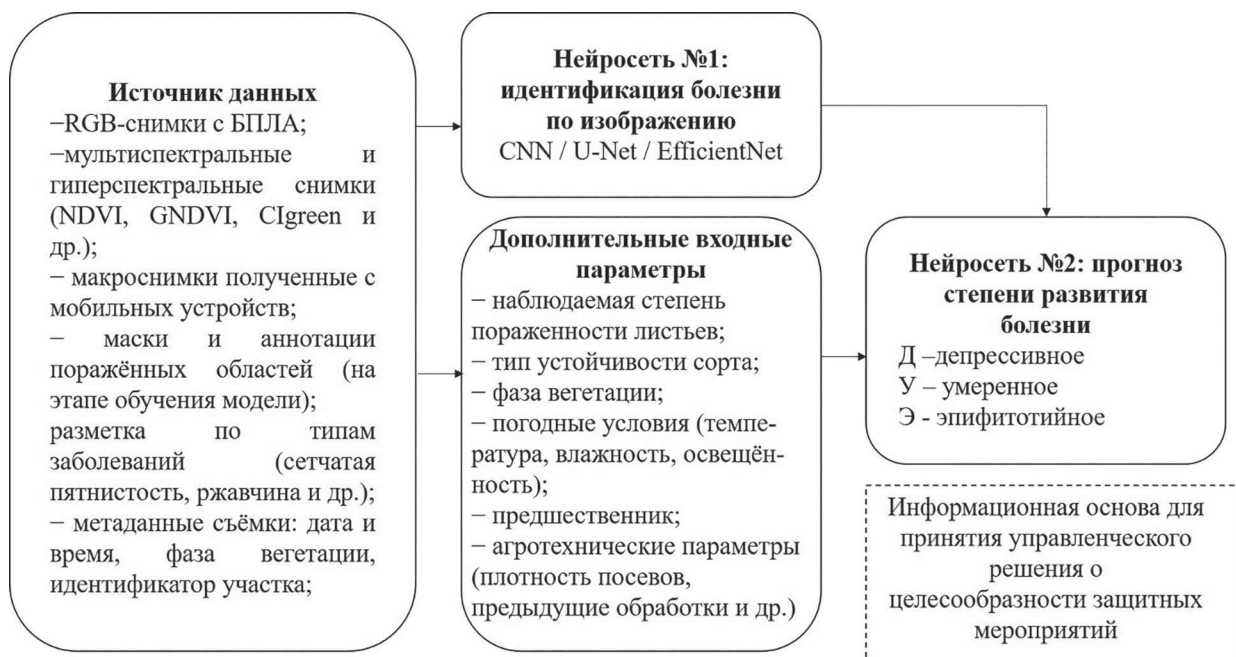 Источник данных
−RGB-снимки с БПЛА;
−мультиспектральные и
гиперспектральные снимки
(NDVI, GNDVI, CIgreen и
др.);
− макроснимки полученные с
мобильных устройств;
− маски и аннотации
поражённых областей (на
этапе обучения модели);
разметка по типам
заболеваний (сетчатая
пятнистость, ржавчина и др.);
− метаданные съёмки: дата и
время, фаза вегетации,
идентификатор участка;
Нейросеть №1:
идентификация болезни
по изображению
CNN / U-Net / EfficientNet
Дополнительные входные
параметры
− наблюдаемая степень
пораженности листьев;
− тип устойчивости сорта;
− фаза вегетации;
− погодные условия (темпе-
ратура, влажность, освещён-
ность);
− предшественник;
− агротехнические параметры
(плотность посевов,
предыдущие обработки и др.)
Нейросеть №2: прогноз
степени развития
болезни
Д –депрессивное
У – умеренное
Э - эпифитотийное
Информационная основа для
принятия управленческого
решения о
целесообразности защитных
мероприятий